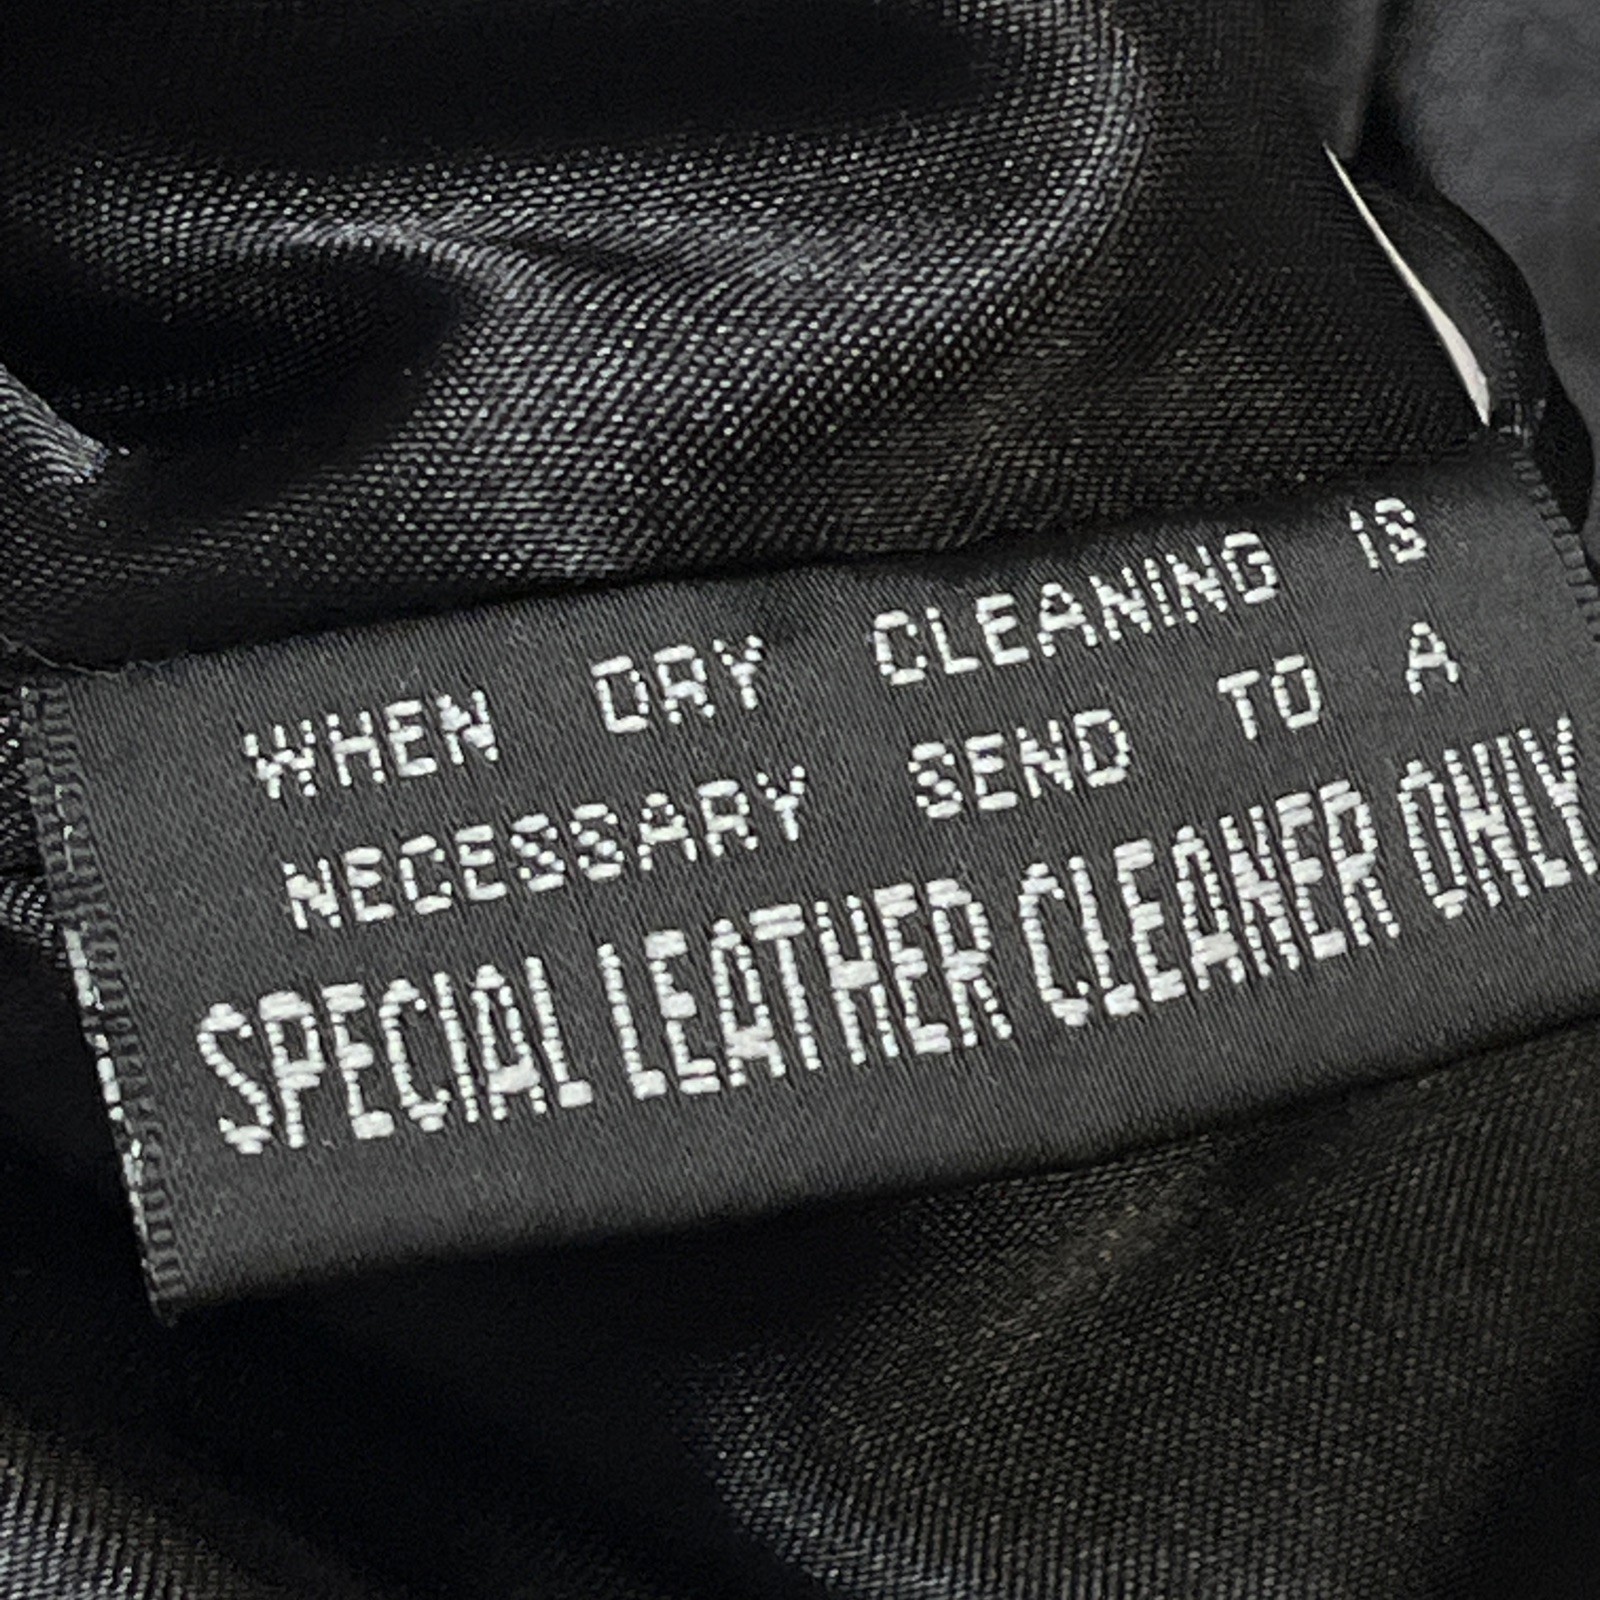 WHEN DRY CLEANING IS
NECESSARY SEND TO A
SPECIAL LEATHER CLEANER ONLY